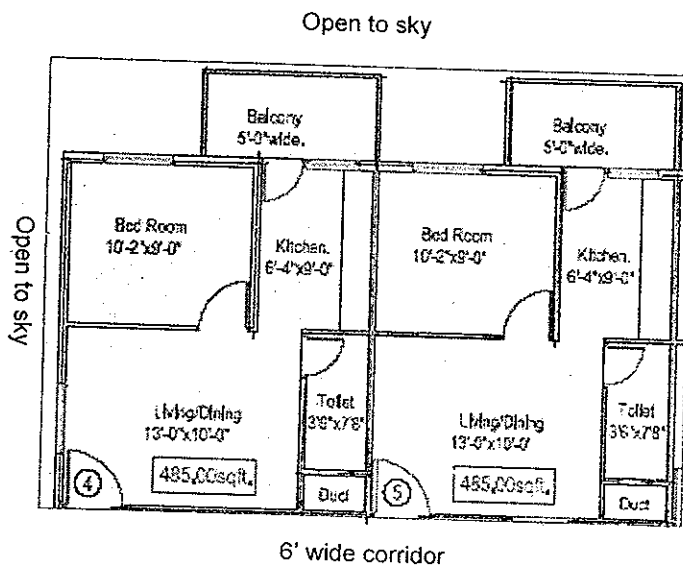 Open to sky
Balcony
5'-0" wide.
Balcony
5'-0" wide.
Open to sky
Bed Room
10'-2"x9'-0"
Kitchen.
6'-4"x9'-0"
Bed Room
10'-2"x9'-0"
Kitchen.
6'-4"x9'-0"
Living/Dining
13'-0"x10'-0"
Toilet
3'6"x7'8"
Living/Dining
13'-0"x10'-0"
Toilet
3'6"x7'8"
4
485.00sqft.
Duct
5
485.00sqft.
Duct
6' wide corridor